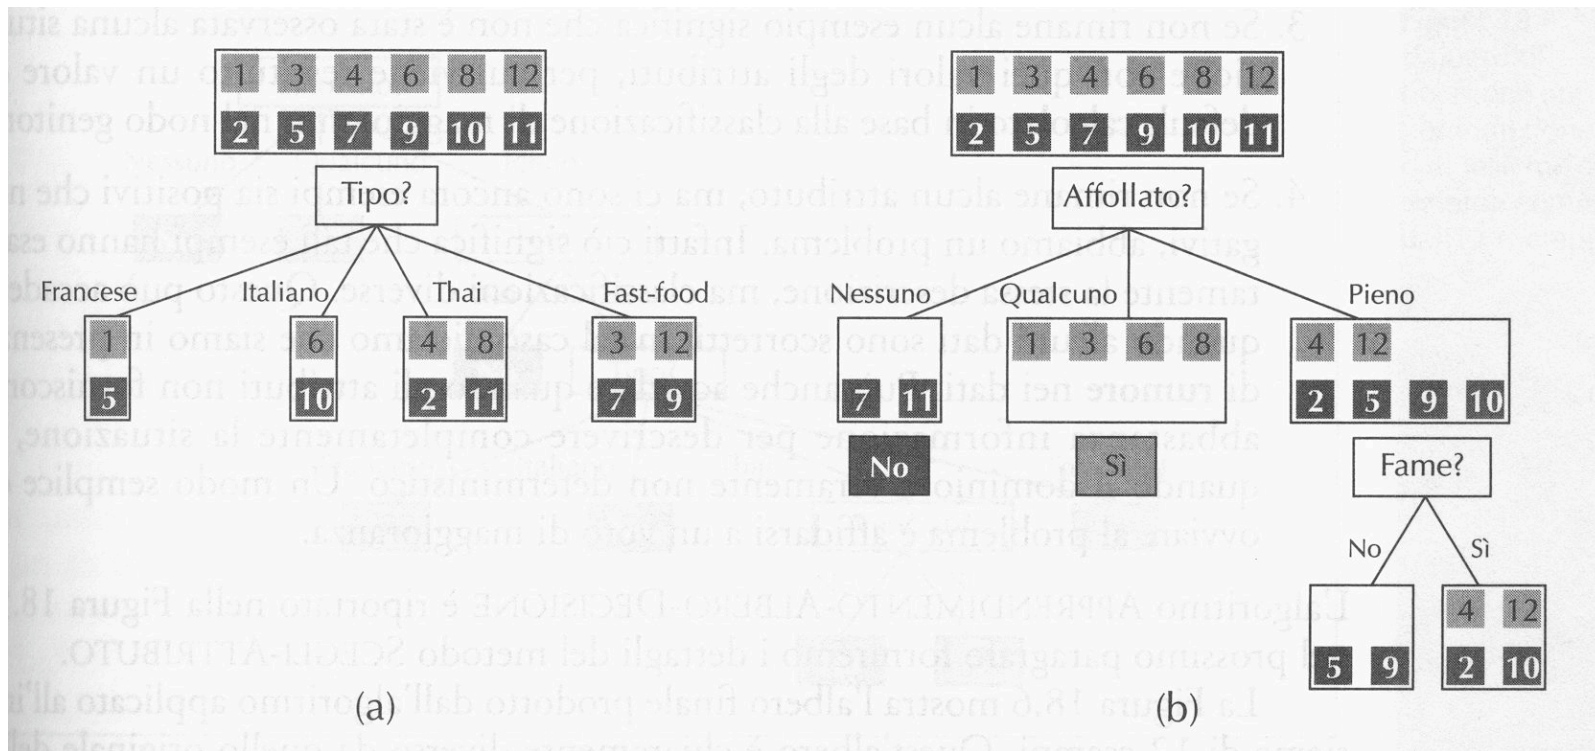 1 3 4 6 8 12
2 5 7 9 10 11
Tipo?
Francese Italiano Thai Fast-food
1 6 4 8 3 12
5 10 2 11 7 9
(a)
1 3 4 6 8 12
2 5 7 9 10 11
Affollato?
Nessuno Qualcuno Pieno
1 3 6 8 4 12
7 11 2 5 9 10
No Sì Fame?
No Sì
4 12
5 9 2 10
(b)